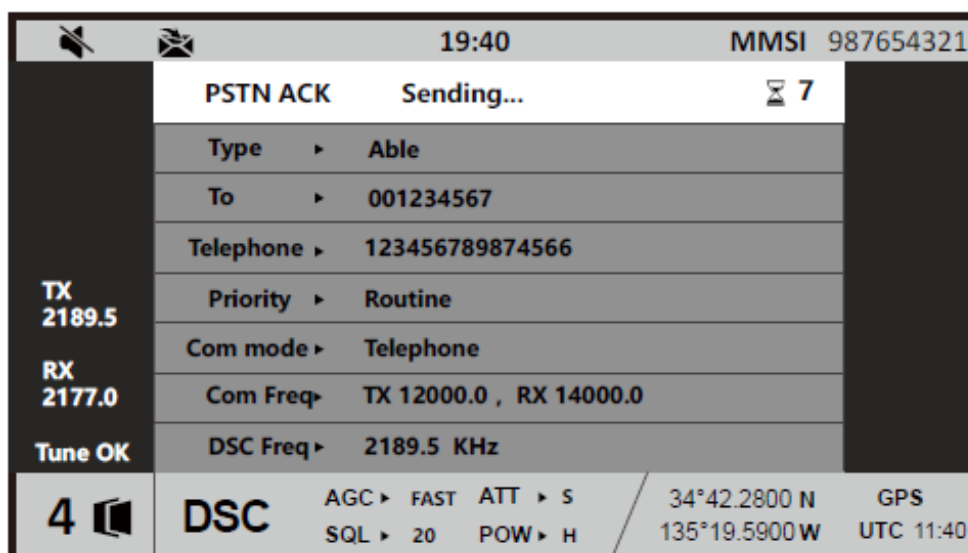 19:40 MMSI 987654321
PSTN ACK Sending... 7
Type ▸ Able
To ▸ 001234567
Telephone ▸ 123456789874566
Priority ▸ Routine
Com mode ▸ Telephone
Com Freq▸ TX 12000.0 , RX 14000.0
DSC Freq ▸ 2189.5 KHz
TX
2189.5
RX
2177.0
Tune OK
4 DSC
AGC ▸ FAST ATT ▸ S
SQL ▸ 20 POW ▸ H
34°42.2800 N
135°19.5900 W
GPS
UTC 11:40